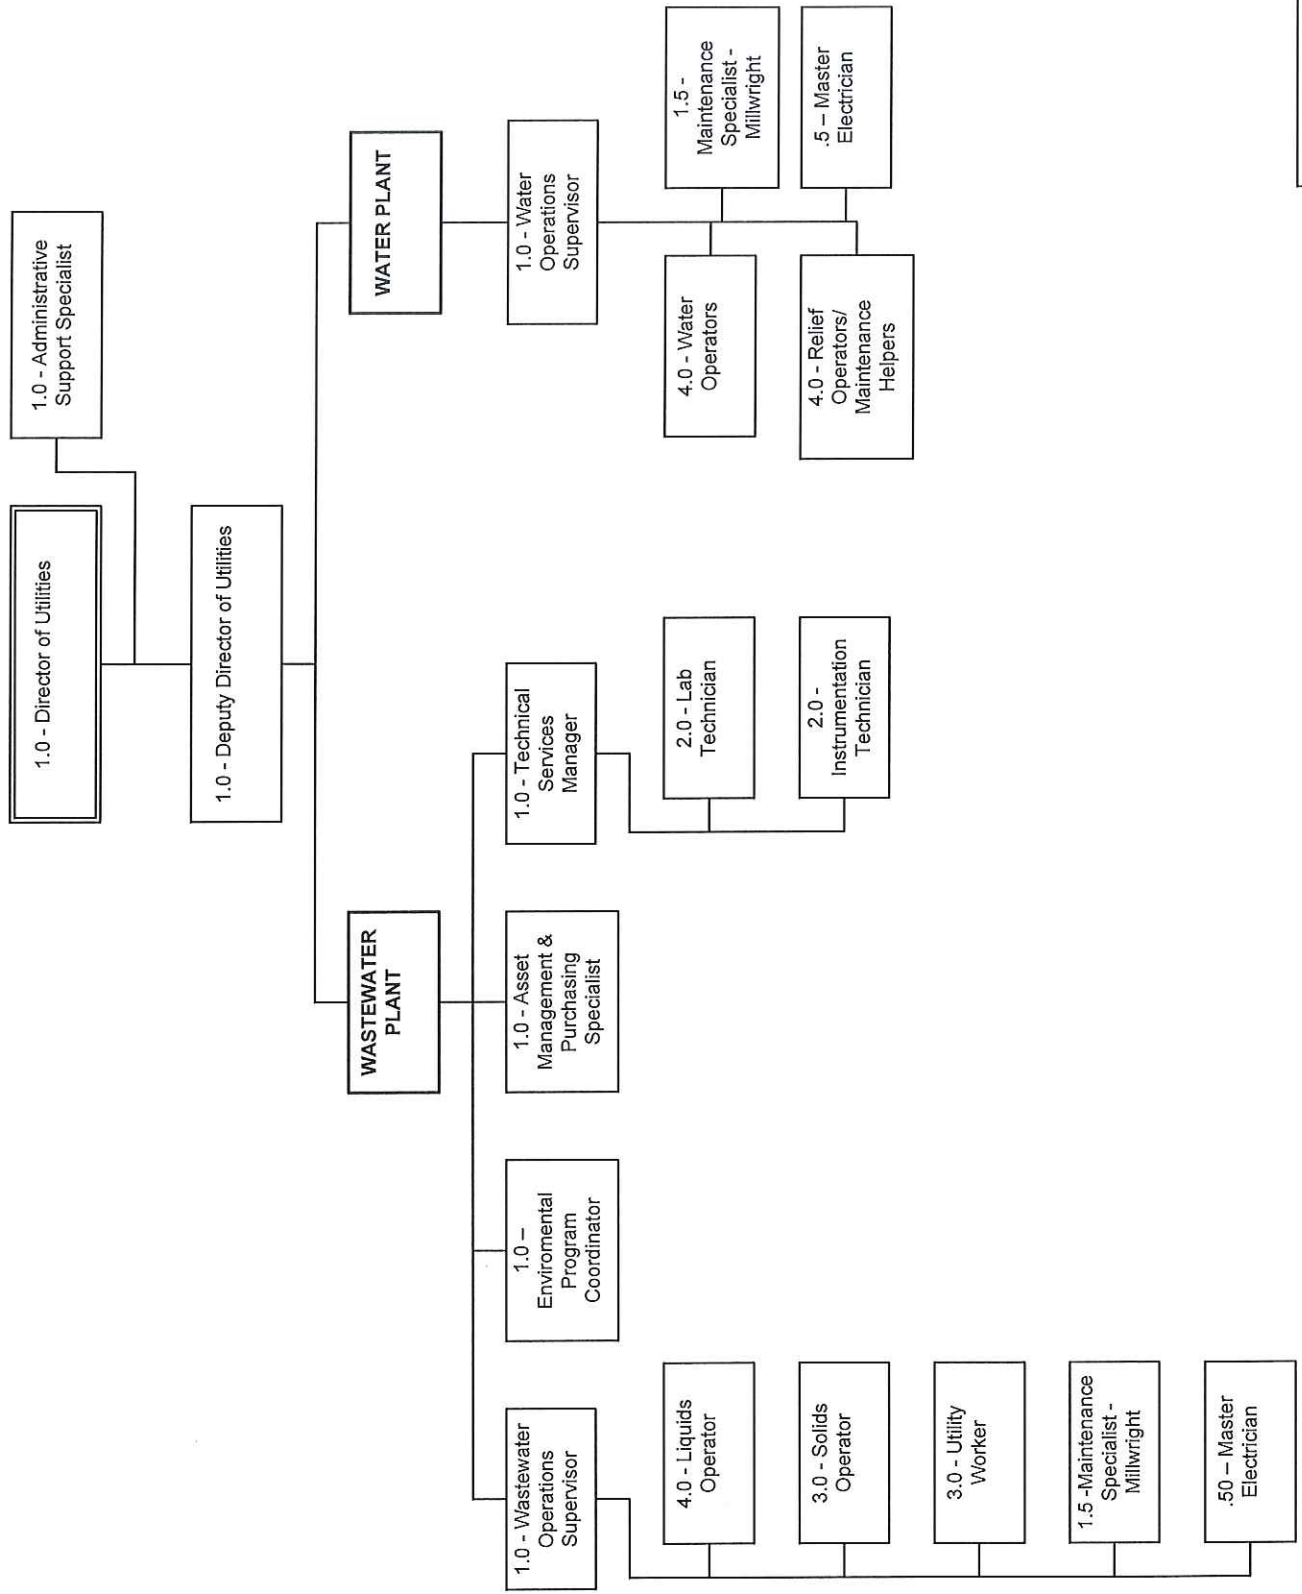 1.0 - Director of Utilities
1.0 - Administrative
Support Specialist
1.0 - Deputy Director of Utilities
WASTEWATER
PLANT
WATER PLANT
1.0 - Wastewater
Operations
Supervisor
1.0 –
Enviromental
Program
Coordinator
1.0 - Asset
Management &
Purchasing
Specialist
1.0 - Technical
Services
Manager
1.0 - Water
Operations
Supervisor
4.0 - Liquids
Operator
3.0 - Solids
Operator
3.0 - Utility
Worker
1.5 -Maintenance
Specialist -
Millwright
.50 – Master
Electrician
2.0 - Lab
Technician
2.0 -
Instrumentation
Technician
4.0 - Water
Operators
4.0 - Relief
Operators/
Maintenance
Helpers
1.5 -
Maintenance
Specialist -
Millwright
.5 – Master
Electrician